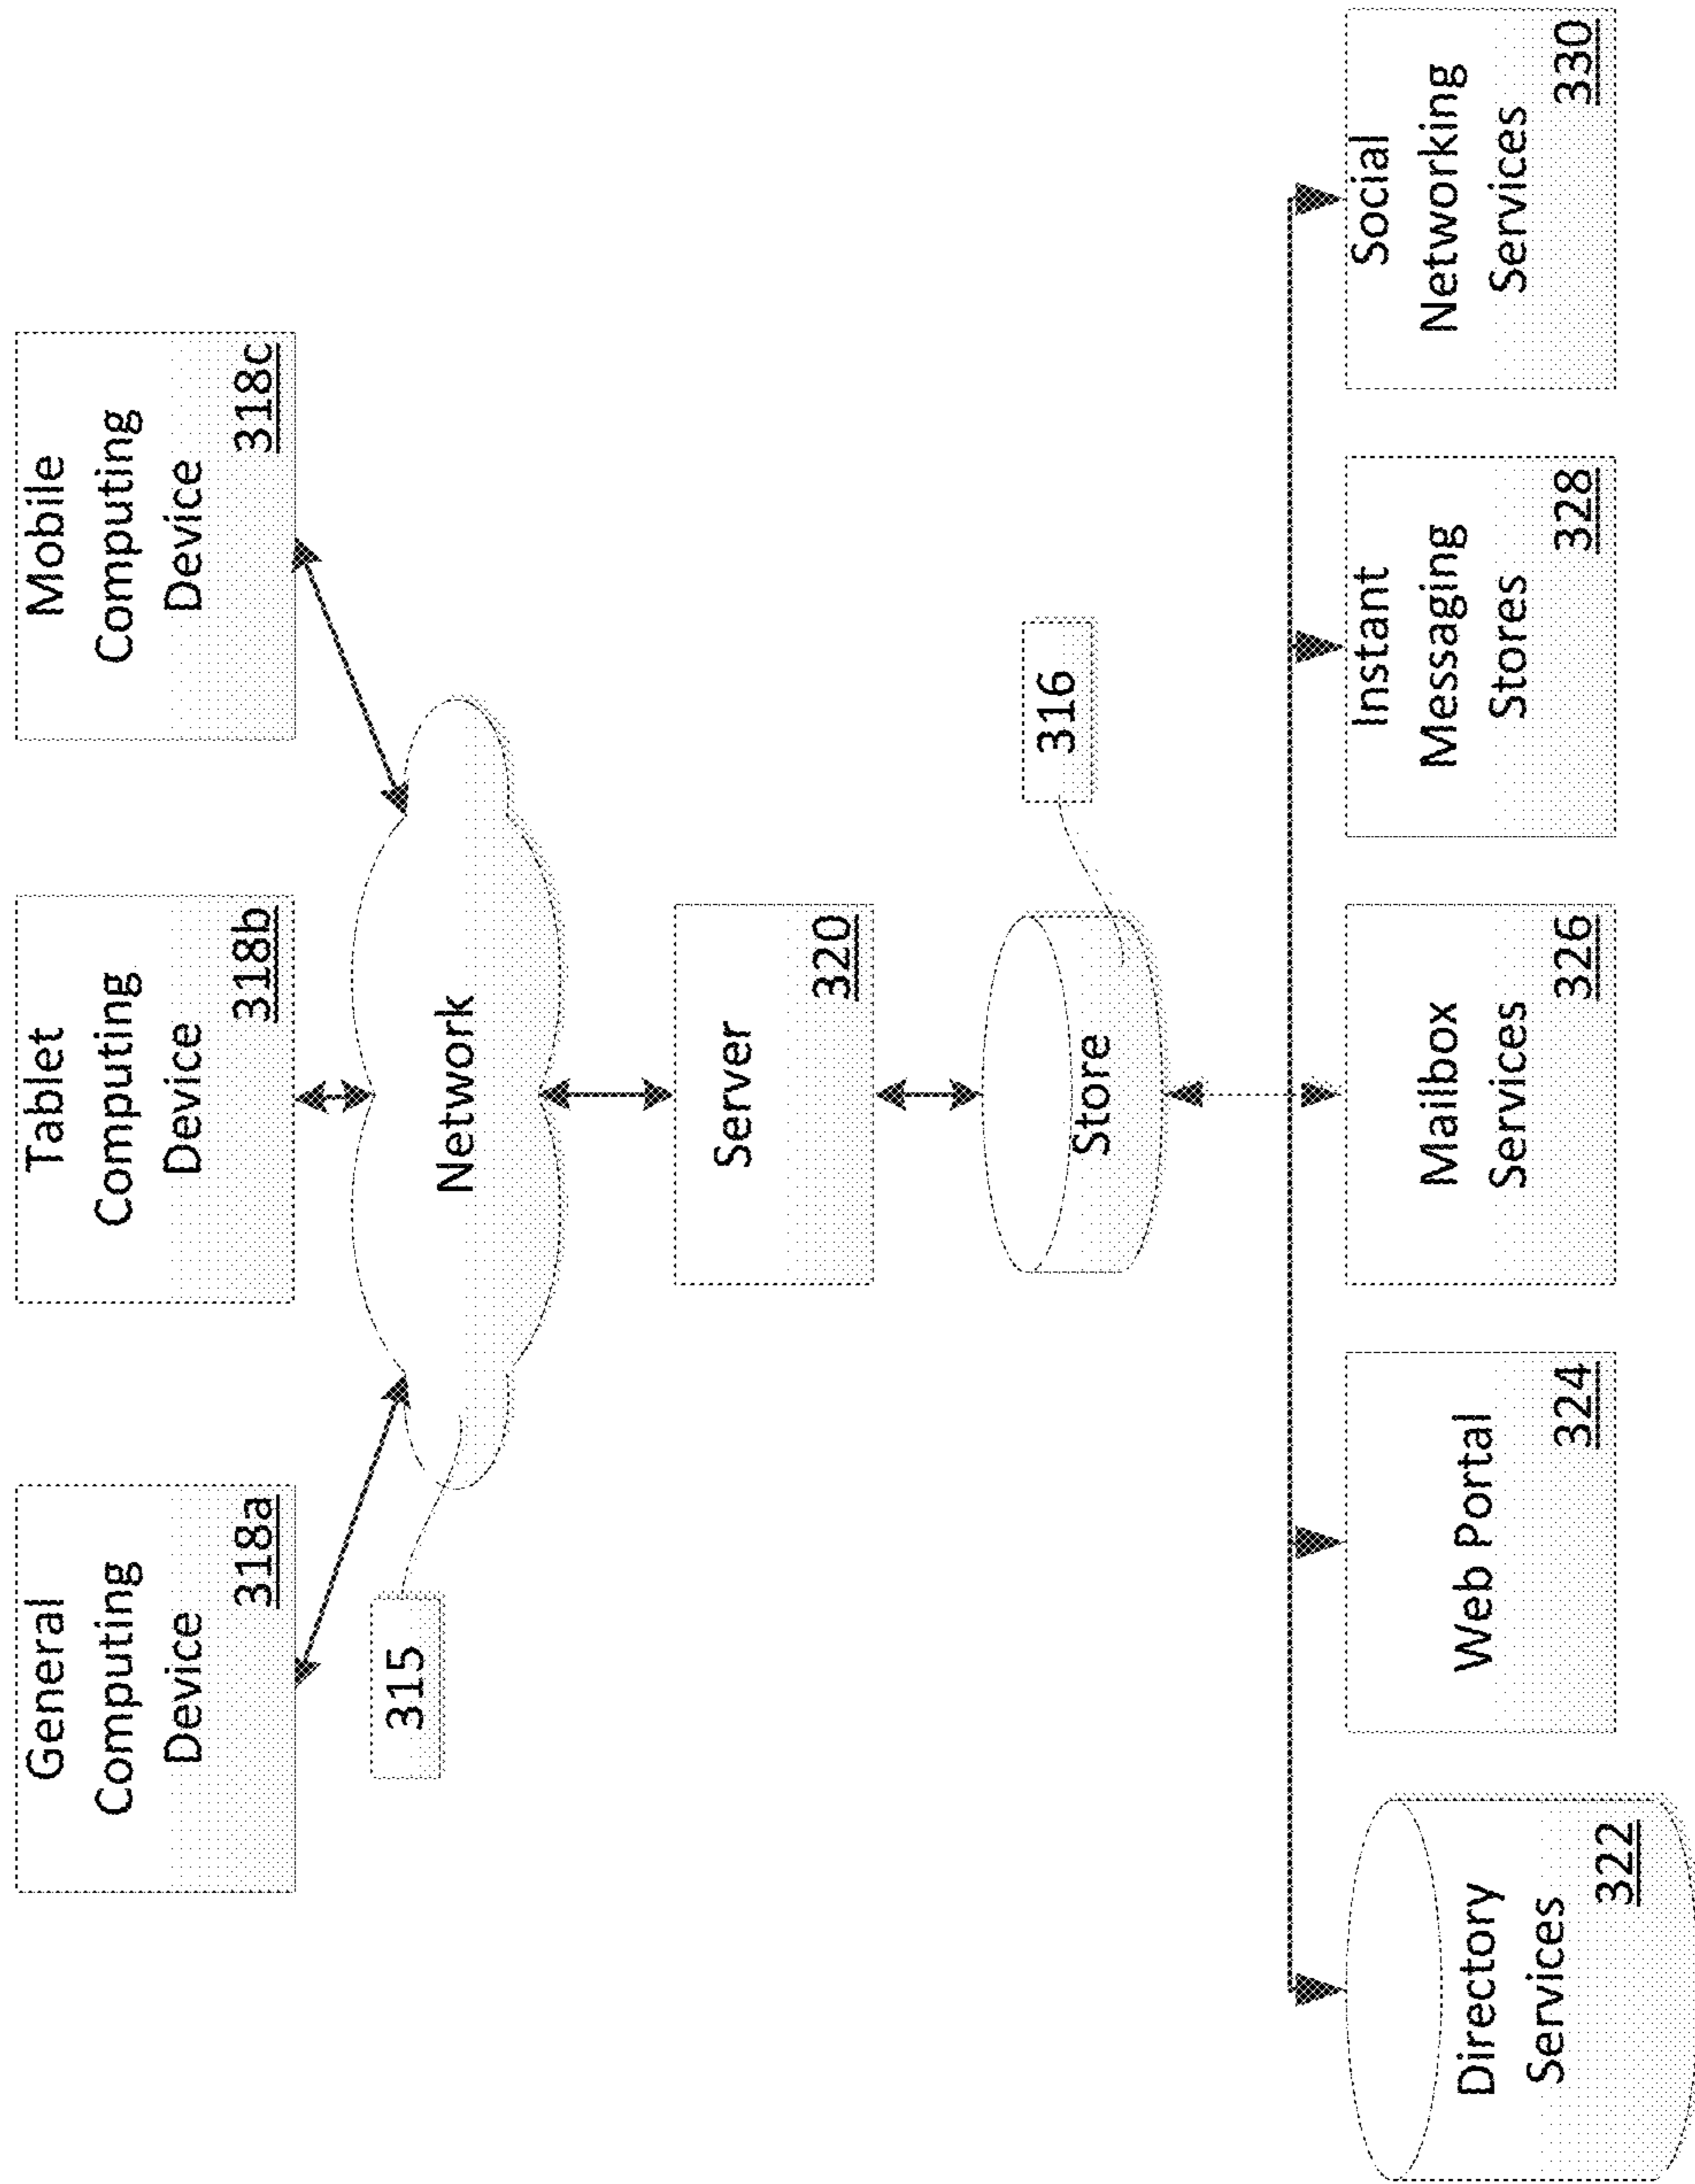 General
Computing
Device
318a
Tablet
Computing
Device
318b
Mobile
Computing
Device
318c
315
Network
Server
320
Store
316
Directory
Services
322
Web Portal
324
Mailbox
Services
326
Instant
Messaging
Stores
328
Social
Networking
Services
330